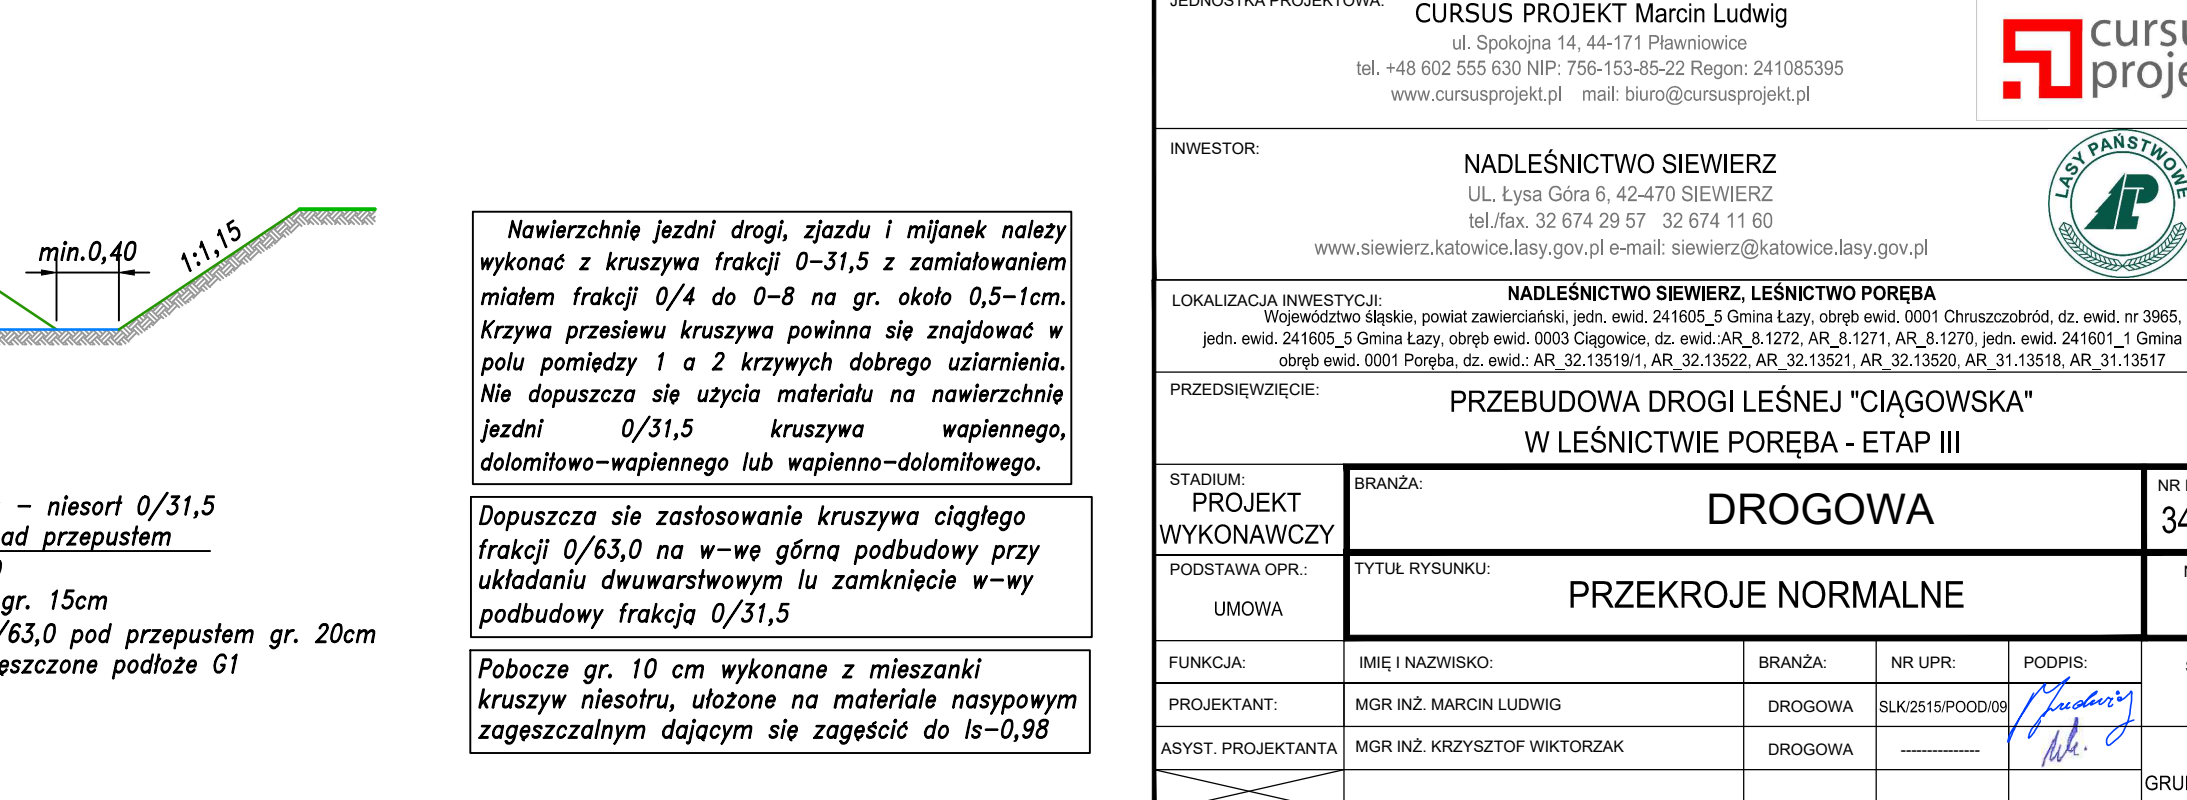 min.0,40
1:1,15
– niesort 0/31,5
ad przepustem
gr. 15cm
/63,0 pod przepustem gr. 20cm
ęszczone podłoże G1
Nawierzchnię jezdni drogi, zjazdu i mijanek należy
wykonać z kruszywa frakcji 0–31,5 z zamiałowaniem
miałem frakcji 0/4 do 0–8 na gr. około 0,5–1cm.
Krzywa przesiewu kruszywa powinna się znajdować w
polu pomiędzy 1 a 2 krzywych dobrego uziarnienia.
Nie dopuszcza się użycia materiału na nawierzchnię
jezdni 0/31,5 kruszywa wapiennego,
dolomitowo–wapiennego lub wapienno–dolomitowego.
Dopuszcza sie zastosowanie kruszywa ciągłego
frakcji 0/63,0 na w–wę górną podbudowy przy
układaniu dwuwarstwowym lu zamknięcie w–wy
podbudowy frakcją 0/31,5
Pobocze gr. 10 cm wykonane z mieszanki
kruszyw niesotru, ułożone na materiale nasypowym
zagęszczalnym dającym się zagęścić do Is–0,98
JEDNOSTKA PROJEKTOWA:
CURSUS PROJEKT Marcin Ludwig
ul. Spokojna 14, 44-171 Pławniowice
tel. +48 602 555 630 NIP: 756-153-85-22 Regon: 241085395
www.cursusprojekt.pl mail: biuro@cursusprojekt.pl
cursu
proje
INWESTOR:
NADLEŚNICTWO SIEWIERZ
UL. Łysa Góra 6, 42-470 SIEWIERZ
tel./fax. 32 674 29 57 32 674 11 60
www.siewierz.katowice.lasy.gov.pl e-mail: siewierz@katowice.lasy.gov.pl
LASY PAŃSTWOWE
LOKALIZACJA INWESTYCJI:
NADLEŚNICTWO SIEWIERZ, LEŚNICTWO PORĘBA
Województwo śląskie, powiat zawierciański, jedn. ewid. 241605_5 Gmina Łazy, obręb ewid. 0001 Chruszczobród, dz. ewid. nr 3965,
jedn. ewid. 241605_5 Gmina Łazy, obręb ewid. 0003 Ciągowice, dz. ewid.:AR_8.1272, AR_8.1271, AR_8.1270, jedn. ewid. 241601_1 Gmina
obręb ewid. 0001 Poręba, dz. ewid.: AR_32.13519/1, AR_32.13522, AR_32.13521, AR_32.13520, AR_31.13518, AR_31.13517
PRZEDSIĘWZIĘCIE:
PRZEBUDOWA DROGI LEŚNEJ "CIĄGOWSKA"
W LEŚNICTWIE PORĘBA - ETAP III
STADIUM:
PROJEKT
WYKONAWCZY
BRANŻA:
DROGOWA
NR
34
PODSTAWA OPR.:
UMOWA
TYTUŁ RYSUNKU:
PRZEKROJE NORMALNE
FUNKCJA: IMIĘ I NAZWISKO: BRANŻA: NR UPR: PODPIS:
PROJEKTANT: MGR INŻ. MARCIN LUDWIG DROGOWA SLK/2515/POOD/09
ASYST. PROJEKTANTA MGR INŻ. KRZYSZTOF WIKTORZAK DROGOWA ---------------
GRU